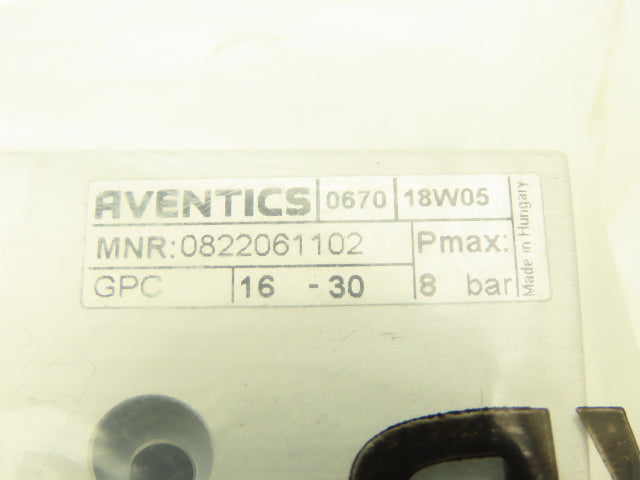 AVENTICS 0670 18W05
MNR: 0822061102 Pmax:
GPC 16 - 30 8 bar
Made in Hungary